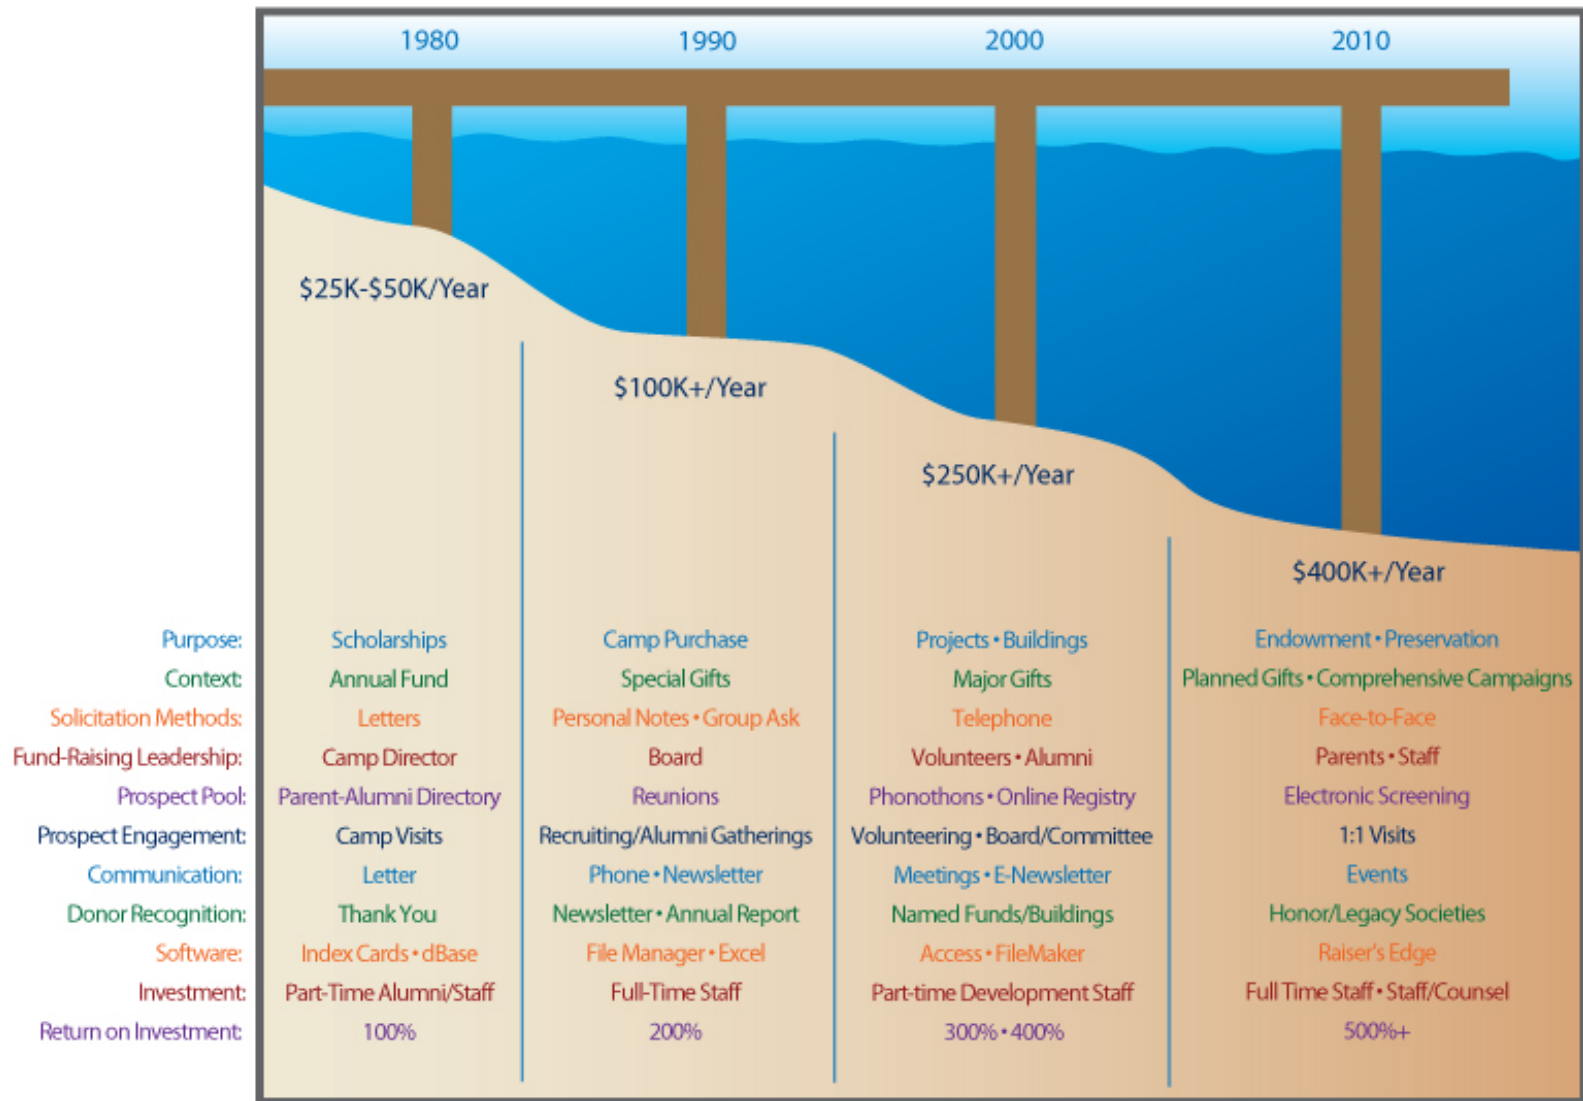 1980 1990 2000 2010
$25K-$50K/Year
$100K+/Year
$250K+/Year
$400K+/Year
Purpose: Scholarships Camp Purchase Projects • Buildings Endowment • Preservation
Context: Annual Fund Special Gifts Major Gifts Planned Gifts • Comprehensive Campaigns
Solicitation Methods: Letters Personal Notes • Group Ask Telephone Face-to-Face
Fund-Raising Leadership: Camp Director Board Volunteers • Alumni Parents • Staff
Prospect Pool: Parent-Alumni Directory Reunions Phonothons • Online Registry Electronic Screening
Prospect Engagement: Camp Visits Recruiting/Alumni Gatherings Volunteering • Board/Committee 1:1 Visits
Communication: Letter Phone • Newsletter Meetings • E-Newsletter Events
Donor Recognition: Thank You Newsletter • Annual Report Named Funds/Buildings Honor/Legacy Societies
Software: Index Cards • dBase File Manager • Excel Access • FileMaker Raiser's Edge
Investment: Part-Time Alumni/Staff Full-Time Staff Part-time Development Staff Full Time Staff • Staff/Counsel
Return on Investment: 100% 200% 300% • 400% 500%+